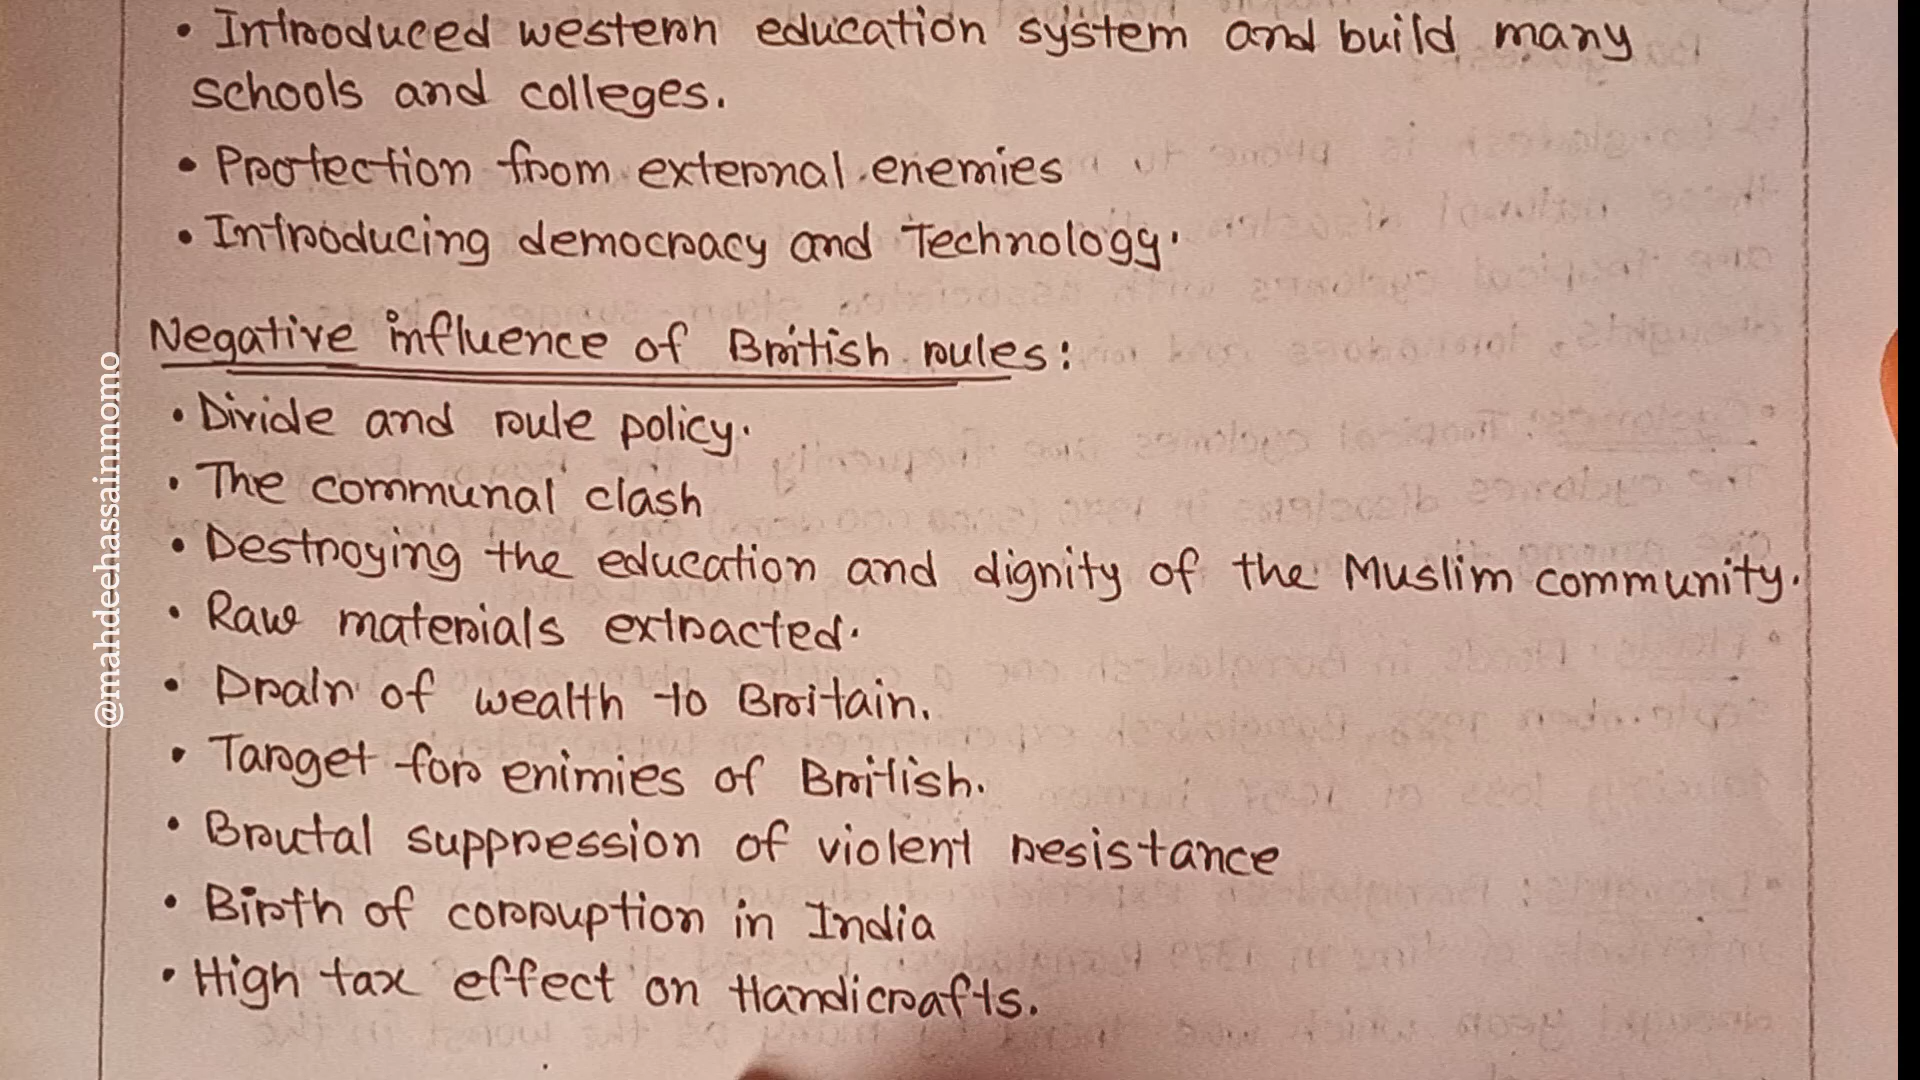 • Introduced western education system and build many
schools and colleges.
• Protection from external enemies
• Introducing democracy and Technology.
Negative influence of British rules:
• Divide and rule policy.
• The communal clash
• Destroying the education and dignity of the Muslim community.
• Raw materials extracted.
• Drain of wealth to Britain.
• Target for enimies of British.
• Brutal suppression of violent resistance
• Birth of corruption in India
• High tax effect on Handicrafts.
@mahdeehassainmomo